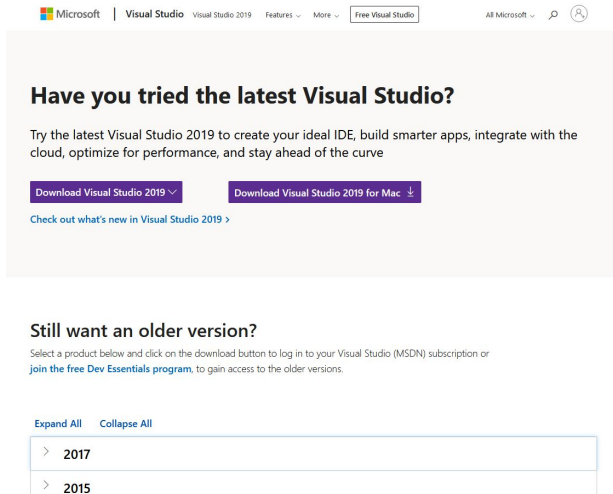 Microsoft Visual Studio Visual Studio 2019 Features More Free Visual Studio All Microsoft
Have you tried the latest Visual Studio?
Try the latest Visual Studio 2019 to create your ideal IDE, build smarter apps, integrate with the
cloud, optimize for performance, and stay ahead of the curve
Download Visual Studio 2019 Download Visual Studio 2019 for Mac
Check out what's new in Visual Studio 2019 >
Still want an older version?
Select a product below and click on the download button to log in to your Visual Studio (MSDN) subscription or
join the free Dev Essentials program, to gain access to the older versions.
Expand All Collapse All
2017
2015